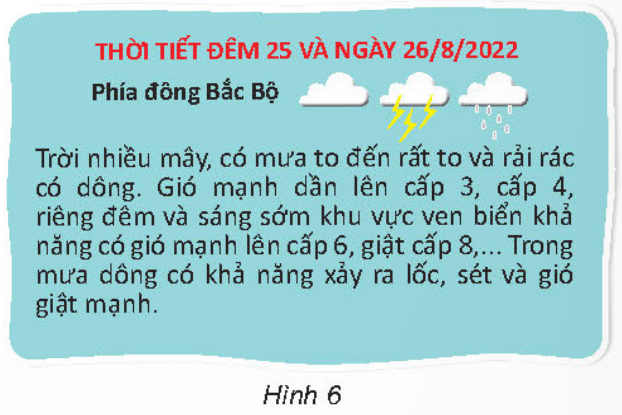 THỜI TIẾT ĐÊM 25 VÀ NGÀY 26/8/2022
Phía đông Bắc Bộ
Trời nhiều mây, có mưa to đến rất to và rải rác
có dông. Gió mạnh dần lên cấp 3, cấp 4,
riêng đêm và sáng sớm khu vực ven biển khả
năng có gió mạnh lên cấp 6, giật cấp 8,... Trong
mưa dông có khả năng xảy ra lốc, sét và gió
giật mạnh.
Hình 6